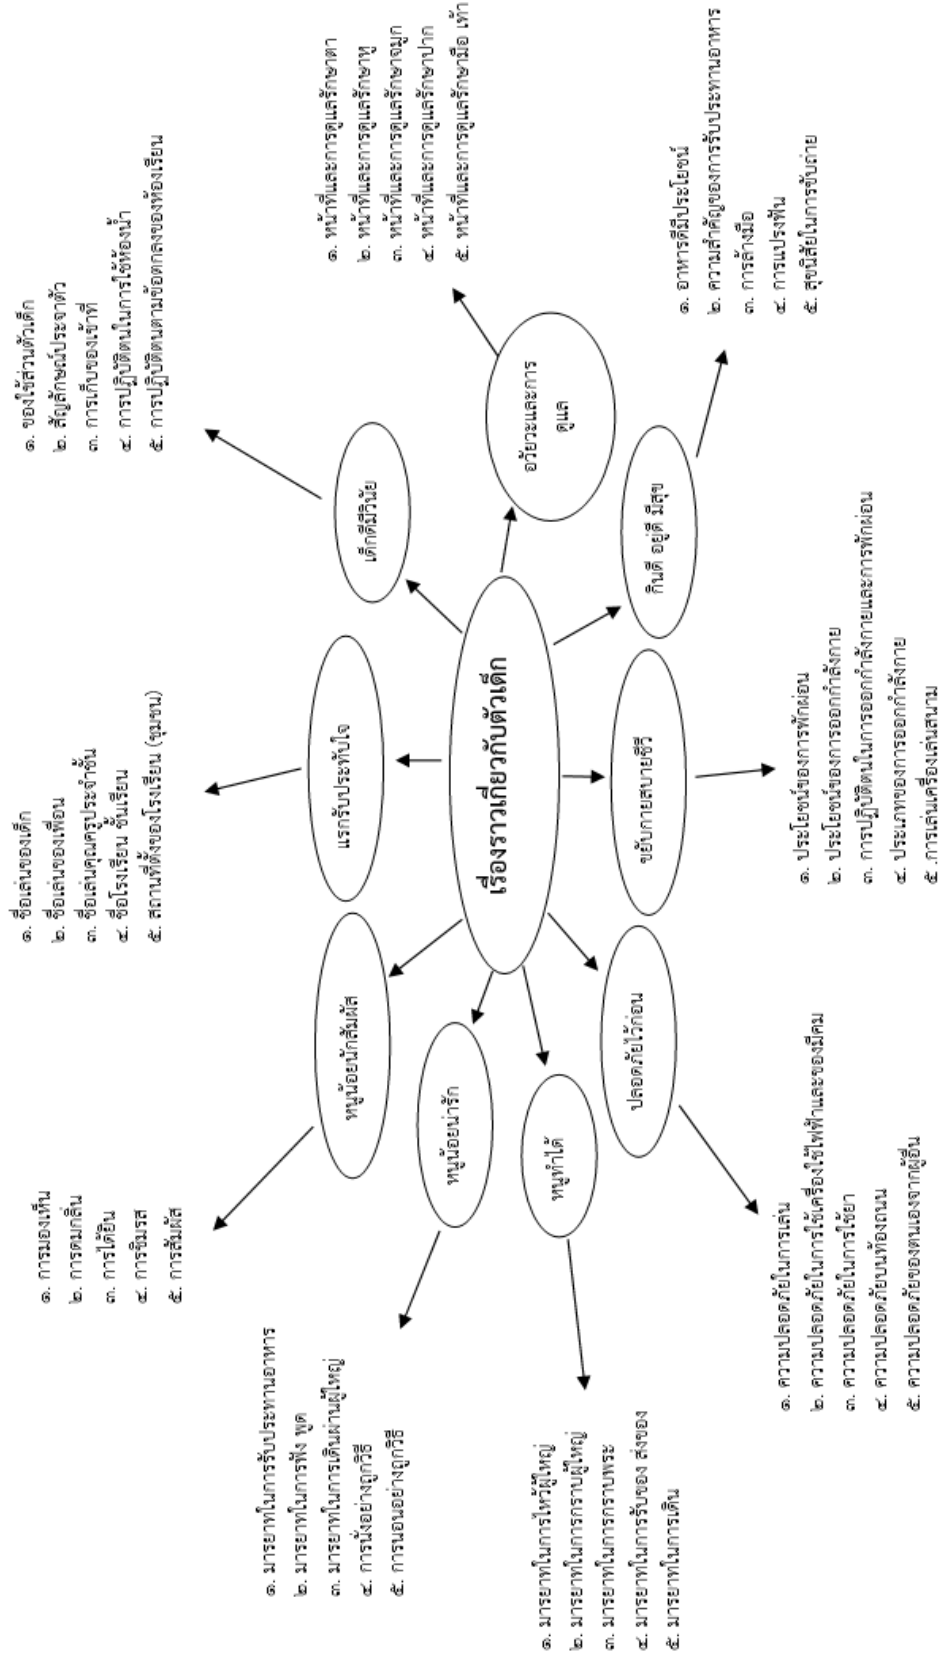 เรื่องราวเกี่ยวกับตัวเด็ก
แรกรับประทับใจ
๑. ชื่อเล่นของเด็ก
๒. ชื่อเล่นของเพื่อน
๓. ชื่อเล่นคุณครูประจำชั้น
๔ ชื่อโรงเรียน ชั้นเรียน
๕. สถานที่ตั้งของโรงเรียน (ชุมชน)
เด็กดีมีวินัย
๑. ของใช้ส่วนตัวเด็ก
๒. สัญลักษณ์ประจำตัว
๓. การเก็บของเข้าที่
๔. การปฏิบัติตนในการใช้ห้องน้ำ
๕. การปฏิบัติตนตามข้อตกลงของห้องเรียน
อวัยวะและการ
ดูแล
๑. หน้าที่และการดูแลรักษาตา
๒. หน้าที่และการดูแลรักษาหู
๓. หน้าที่และการดูแลรักษาจมูก
๔. หน้าที่และการดูแลรักษาปาก
๕. หน้าที่และการดูแลรักษามือ เท้า
กินดี อยู่ดี มีสุข
๑. อาหารดีมีประโยชน์
๒. ความสำคัญของการรับประทานอาหาร
๓. การล้างมือ
๔. การแปรงฟัน
๕. สุขนิสัยในการขับถ่าย
ขยับกายสบายชีวี
๑. ประโยชน์ของการพักผ่อน
๒. ประโยชน์ของการออกกำลังกาย
๓. การปฏิบัติตนในการออกกำลังกายและการพักผ่อน
๔. ประเภทของการออกกำลังกาย
๕ .การเล่นเครื่องเล่นสนาม
ปลอดภัยไว้ก่อน
๑. ความปลอดภัยในการเล่น
๒. ความปลอดภัยในการใช้เครื่องใช้ไฟฟ้าและของมีคม
๓. ความปลอดภัยในการใช้ยา
๔. ความปลอดภัยบนท้องถนน
๕. ความปลอดภัยของตนเองจากผู้อื่น
หนูทำได้
๑. มารยาทในการไหว้ผู้ใหญ่
๒. มารยาทในการกราบผู้ใหญ่
๓. มารยาทในการกราบพระ
๔. มารยาทในการรับของ ส่งของ
๕. มารยาทในการเดิน
หนูน้อยน่ารัก
๑. มารยาทในการรับประทานอาหาร
๒. มารยาทในการฟัง พูด
๓. มารยาทในการเดินผ่านผู้ใหญ่
๔. การนั่งอย่างถูกวิธี
๕. การนอนอย่างถูกวิธี
หนูน้อยนักสัมผัส
๑. การมองเห็น
๒. การดมกลิ่น
๓. การได้ยิน
๔. การชิมรส
๕. การสัมผัส